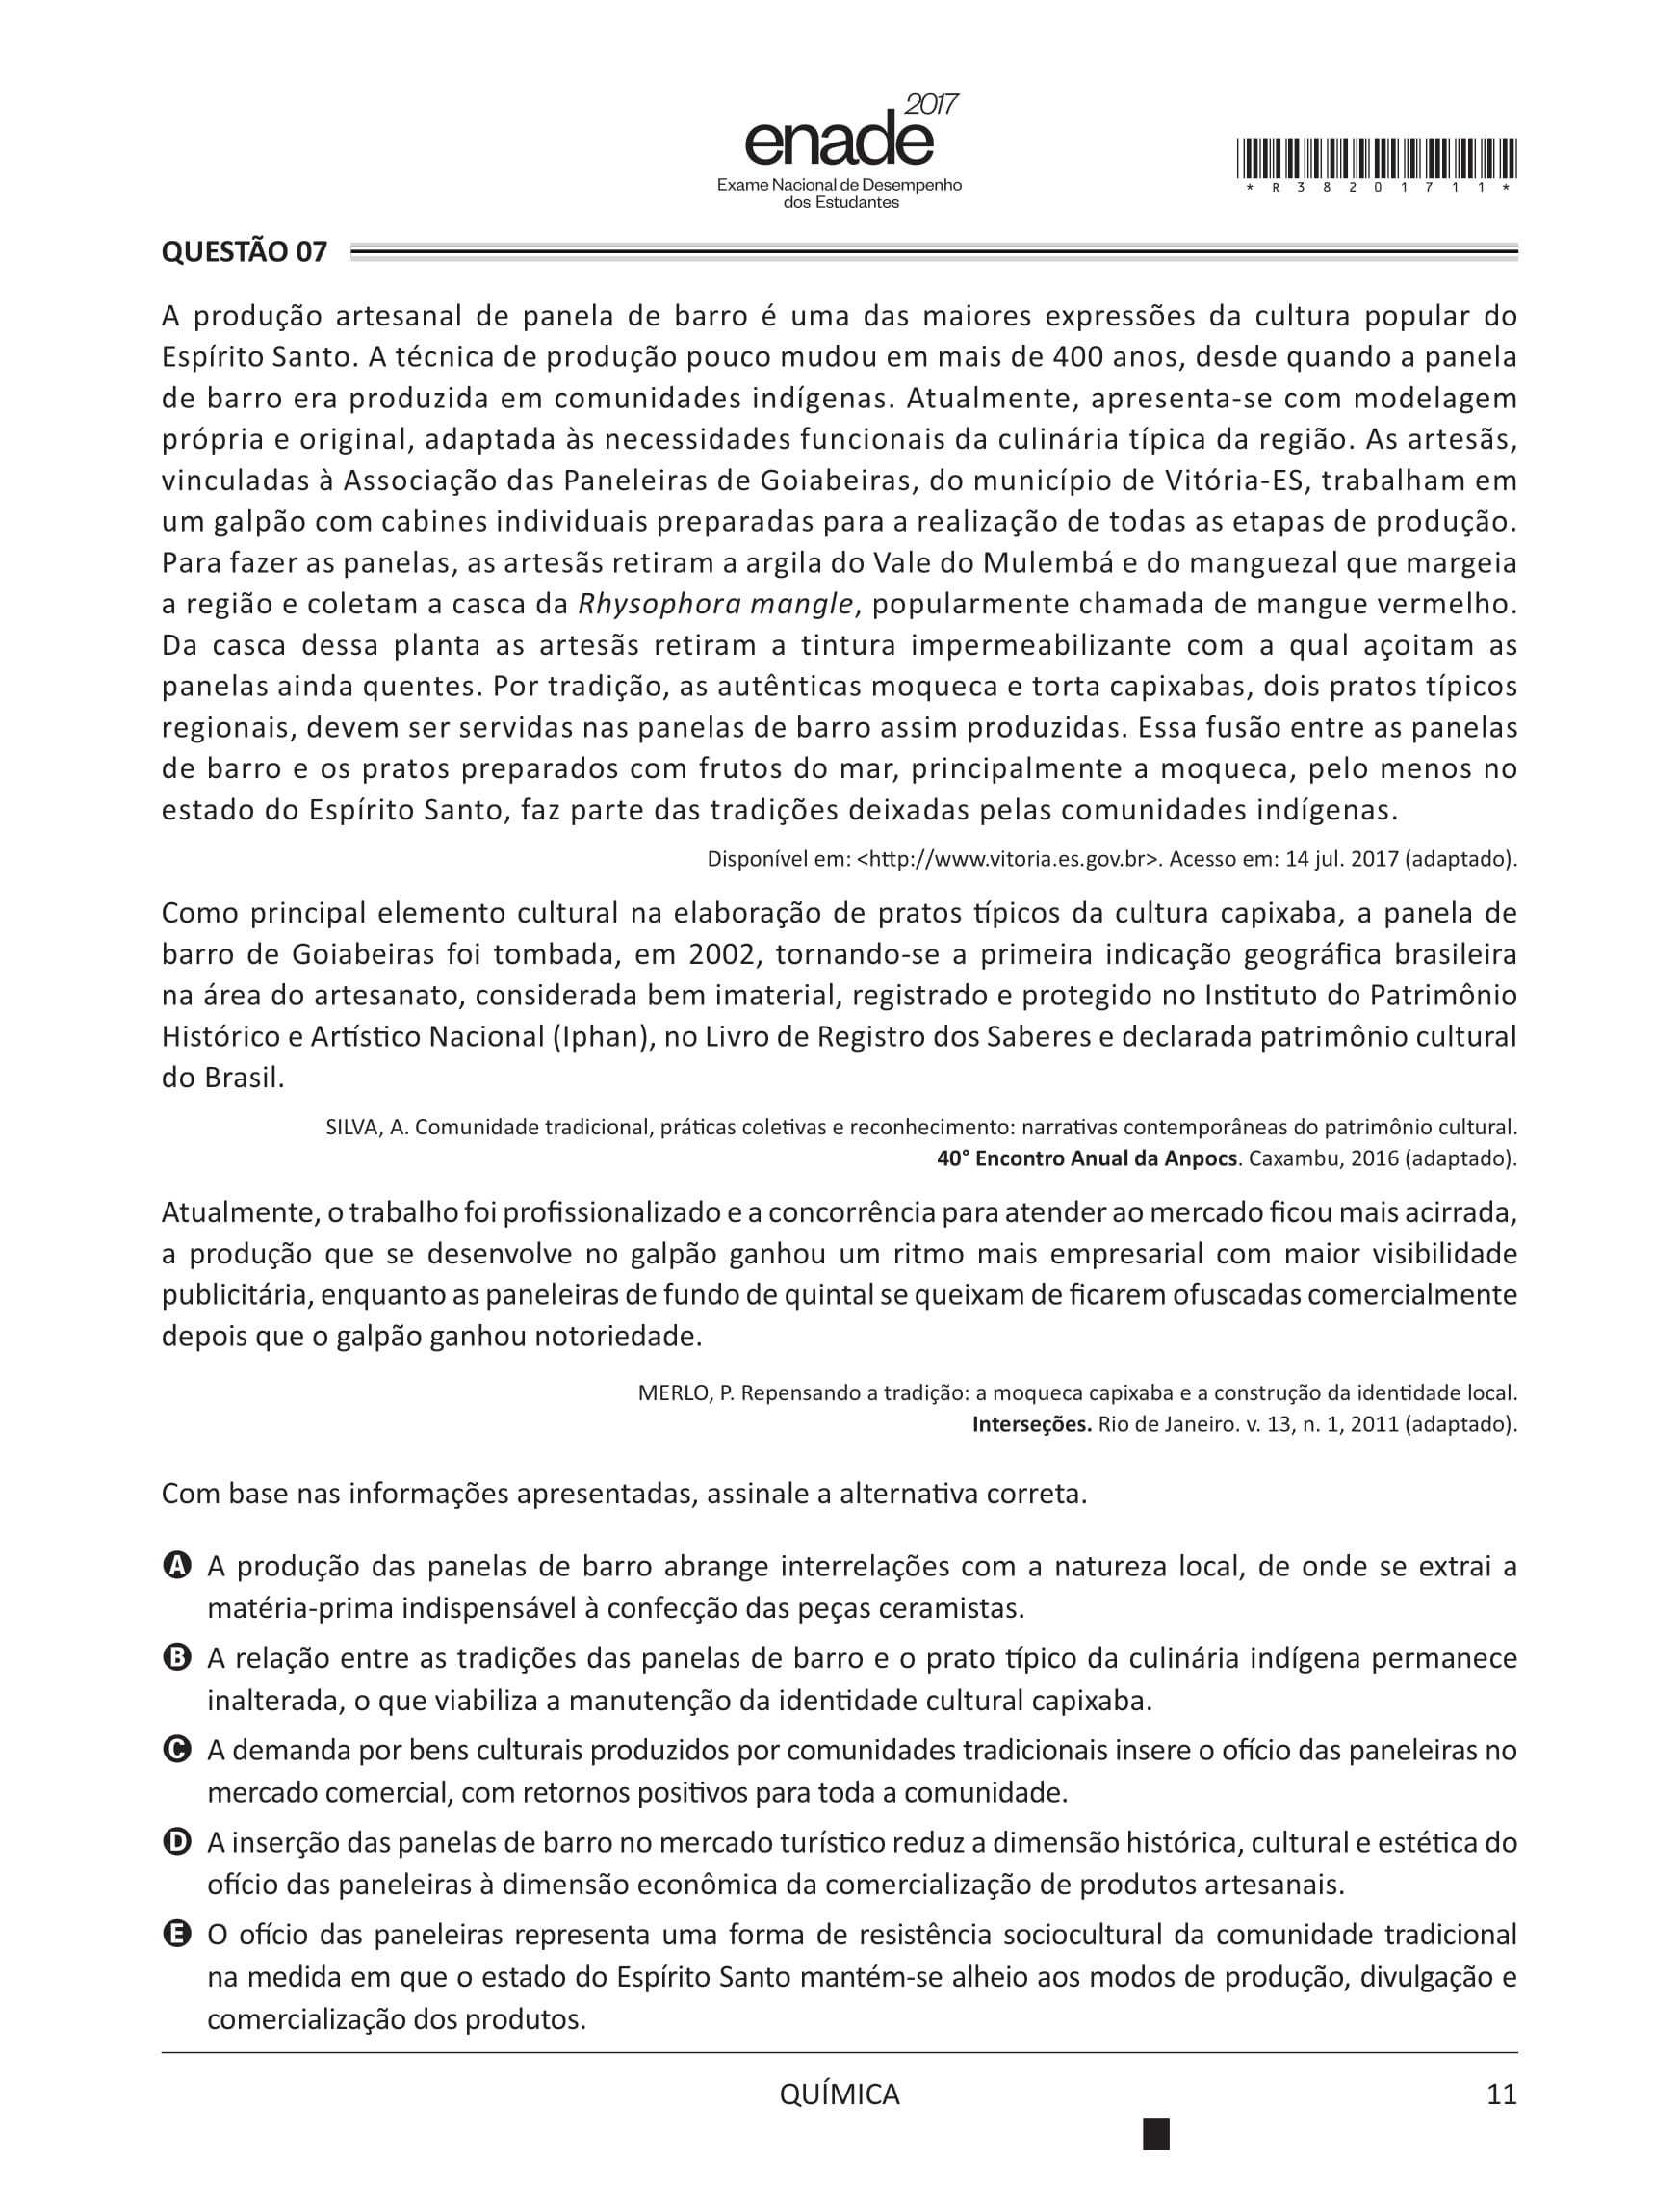 2017
enade
Exame Nacional de Desempenho
dos Estudantes
* R 3 8 2 0 1 7 1 1 *
QUESTÃO 07
A produção artesanal de panela de barro é uma das maiores expressões da cultura popular do
Espírito Santo. A técnica de produção pouco mudou em mais de 400 anos, desde quando a panela
de barro era produzida em comunidades indígenas. Atualmente, apresenta-se com modelagem
própria e original, adaptada às necessidades funcionais da culinária típica da região. As artesãs,
vinculadas à Associação das Paneleiras de Goiabeiras, do município de Vitória-ES, trabalham em
um galpão com cabines individuais preparadas para a realização de todas as etapas de produção.
Para fazer as panelas, as artesãs retiram a argila do Vale do Mulembá e do manguezal que margeia
a região e coletam a casca da Rhysophora mangle, popularmente chamada de mangue vermelho.
Da casca dessa planta as artesãs retiram a tintura impermeabilizante com a qual açoitam as
panelas ainda quentes. Por tradição, as autênticas moqueca e torta capixabas, dois pratos típicos
regionais, devem ser servidas nas panelas de barro assim produzidas. Essa fusão entre as panelas
de barro e os pratos preparados com frutos do mar, principalmente a moqueca, pelo menos no
estado do Espírito Santo, faz parte das tradições deixadas pelas comunidades indígenas.
Disponível em: <http://www.vitoria.es.gov.br>. Acesso em: 14 jul. 2017 (adaptado).
Como principal elemento cultural na elaboração de pratos típicos da cultura capixaba, a panela de
barro de Goiabeiras foi tombada, em 2002, tornando-se a primeira indicação geográfica brasileira
na área do artesanato, considerada bem imaterial, registrado e protegido no Instituto do Patrimônio
Histórico e Artístico Nacional (Iphan), no Livro de Registro dos Saberes e declarada patrimônio cultural
do Brasil.
SILVA, A. Comunidade tradicional, práticas coletivas e reconhecimento: narrativas contemporâneas do patrimônio cultural.
40° Encontro Anual da Anpocs. Caxambu, 2016 (adaptado).
Atualmente, o trabalho foi profissionalizado e a concorrência para atender ao mercado ficou mais acirrada,
a produção que se desenvolve no galpão ganhou um ritmo mais empresarial com maior visibilidade
publicitária, enquanto as paneleiras de fundo de quintal se queixam de ficarem ofuscadas comercialmente
depois que o galpão ganhou notoriedade.
MERLO, P. Repensando a tradição: a moqueca capixaba e a construção da identidade local.
Interseções. Rio de Janeiro. v. 13, n. 1, 2011 (adaptado).
Com base nas informações apresentadas, assinale a alternativa correta.
A A produção das panelas de barro abrange interrelações com a natureza local, de onde se extrai a
matéria-prima indispensável à confecção das peças ceramistas.
B A relação entre as tradições das panelas de barro e o prato típico da culinária indígena permanece
inalterada, o que viabiliza a manutenção da identidade cultural capixaba.
C A demanda por bens culturais produzidos por comunidades tradicionais insere o ofício das paneleiras no
mercado comercial, com retornos positivos para toda a comunidade.
D A inserção das panelas de barro no mercado turístico reduz a dimensão histórica, cultural e estética do
ofício das paneleiras à dimensão econômica da comercialização de produtos artesanais.
E O ofício das paneleiras representa uma forma de resistência sociocultural da comunidade tradicional
na medida em que o estado do Espírito Santo mantém-se alheio aos modos de produção, divulgação e
comercialização dos produtos.
QUÍMICA
11